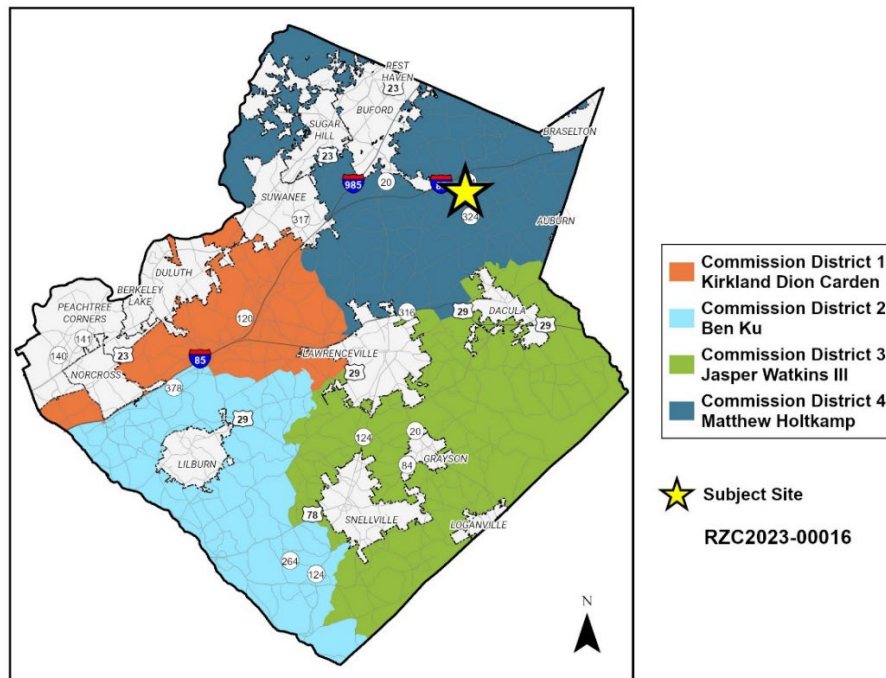 REST
HAVEN
23
BUFORD
SUGAR
HILL
23
BRASELTON
985
20
SUWANEE
317
324
AUBURN
DULUTH
BERKELEY
LAKE
PEACHTREE
CORNERS
141
140
23
NORCROSS
120
85
316
29
DACULA
29
LAWRENCEVILLE
29
378
29
LILBURN
124
20
GRAYSON
84
78
SNELLVILLE
LOGANVILLE
264
124
N
Commission District 1
Kirkland Dion Carden
Commission District 2
Ben Ku
Commission District 3
Jasper Watkins III
Commission District 4
Matthew Holtkamp
Subject Site
RZC2023-00016